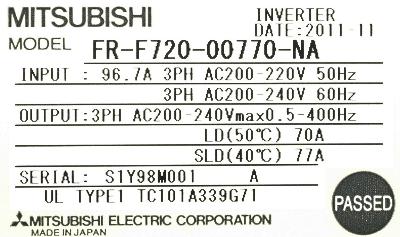 MITSUBISHI INVERTER
DATE:2011-11
MODEL FR-F720-00770-NA
INPUT : 96.7A 3PH AC200-220V 50Hz
3PH AC200-240V 60Hz
OUTPUT:3PH AC200-240Vmax0.5-400Hz
LD(50℃) 70A
SLD(40℃) 77A
SERIAL: S1Y98M001 A
UL TYPE1 TC101A339G71
PASSED
MITSUBISHI ELECTRIC CORPORATION
MADE IN JAPAN